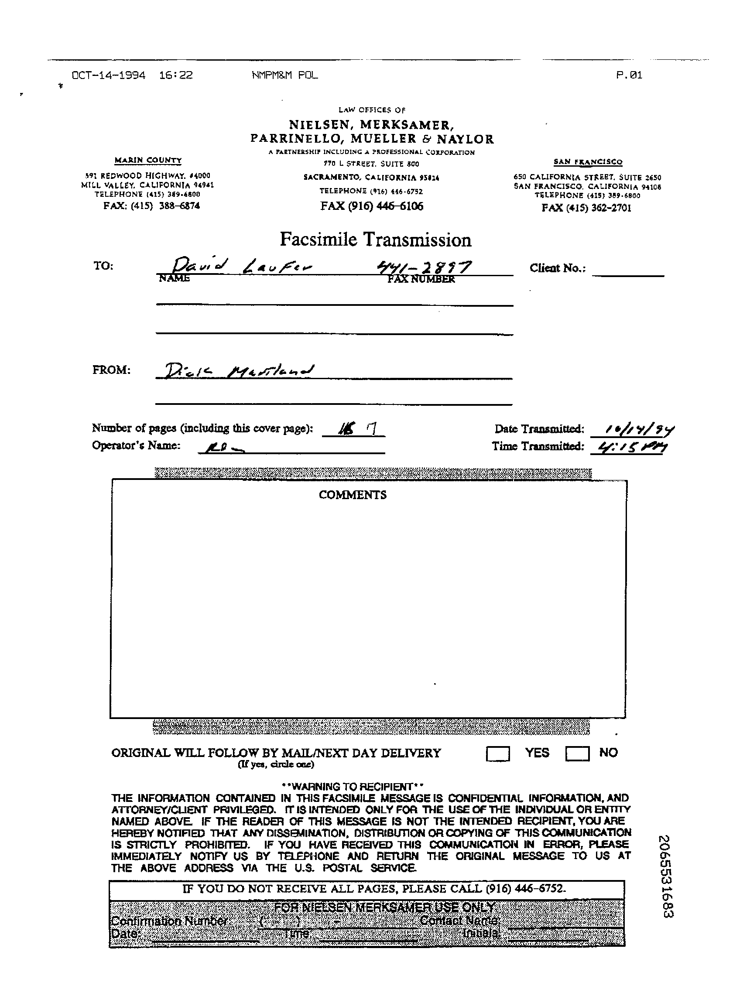 OCT-14-1994 16:22 NMPM&M POL P.01
LAW OFFICES OF
NIELSEN, MERKSAMER,
PARRINELLO, MUELLER & NAYLOR
A PARTNERSHIP INCLUDING A PROFESSIONAL CORPORATION
770 L STREET, SUITE 800
SACRAMENTO, CALIFORNIA 95814
TELEPHONE (916) 446-6752
FAX (916) 446-6106
MARIN COUNTY
591 REDWOOD HIGHWAY, #4000
MILL VALLEY, CALIFORNIA 94941
TELEPHONE (415) 389-6800
FAX: (415) 388-6874
SAN FRANCISCO
650 CALIFORNIA STREET, SUITE 2650
SAN FRANCISCO, CALIFORNIA 94108
TELEPHONE (415) 389-6800
FAX (415) 362-2701
Facsimile Transmission
TO: David Laufer 441-2897 Client No.:
NAME FAX NUMBER
FROM: Dick Martland
Number of pages (including this cover page): 7 Date Transmitted: 10/14/94
Operator's Name: Time Transmitted: 4:15 PM
COMMENTS
ORIGINAL WILL FOLLOW BY MAIL/NEXT DAY DELIVERY YES NO
(If yes, circle one)
**WARNING TO RECIPIENT**
THE INFORMATION CONTAINED IN THIS FACSIMILE MESSAGE IS CONFIDENTIAL INFORMATION, AND
ATTORNEY/CLIENT PRIVILEGED. IT IS INTENDED ONLY FOR THE USE OF THE INDIVIDUAL OR ENTITY
NAMED ABOVE. IF THE READER OF THIS MESSAGE IS NOT THE INTENDED RECIPIENT, YOU ARE
HEREBY NOTIFIED THAT ANY DISSEMINATION, DISTRIBUTION OR COPYING OF THIS COMMUNICATION
IS STRICTLY PROHIBITED. IF YOU HAVE RECEIVED THIS COMMUNICATION IN ERROR, PLEASE
IMMEDIATELY NOTIFY US BY TELEPHONE AND RETURN THE ORIGINAL MESSAGE TO US AT
THE ABOVE ADDRESS VIA THE U.S. POSTAL SERVICE.
IF YOU DO NOT RECEIVE ALL PAGES, PLEASE CALL (916) 446-6752.
FOR NIELSEN MERKSAMER USE ONLY
Confirmation Number: ( ) - Contact Name:
Date: Time: Initials:
2065531683